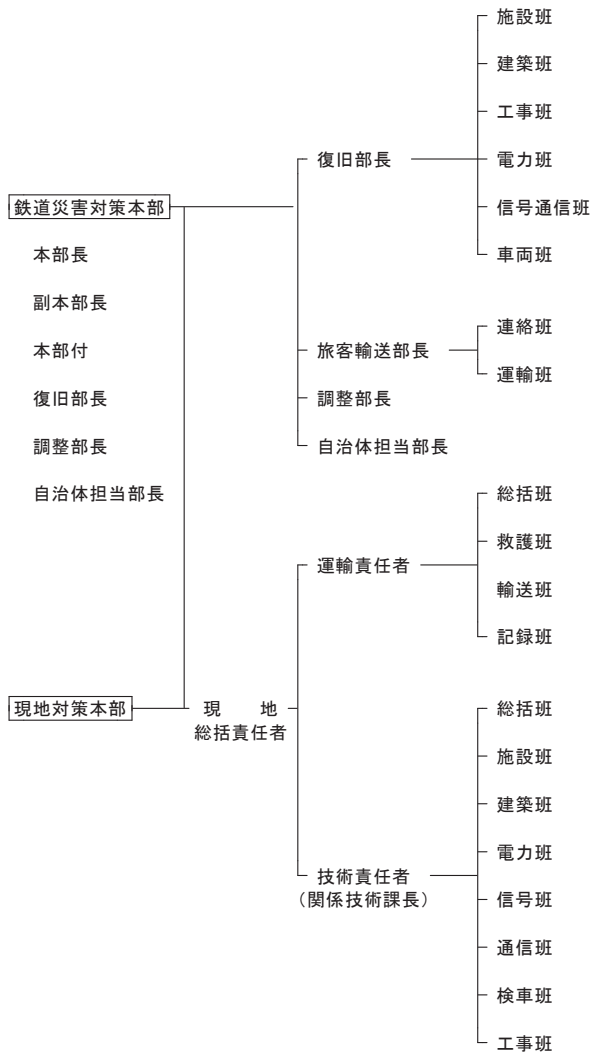 施設班
建築班
工事班
復旧部長
電力班
鉄道災害対策本部
信号通信班
本部長
車両班
副本部長
連絡班
本部付
旅客輸送部長
運輸班
復旧部長
調整部長
調整部長
自治体担当部長
自治体担当部長
総括班
救護班
運輸責任者
輸送班
記録班
現地対策本部
現　　地
総括責任者
総括班
施設班
建築班
電力班
技術責任者
（関係技術課長）
信号班
通信班
検車班
工事班